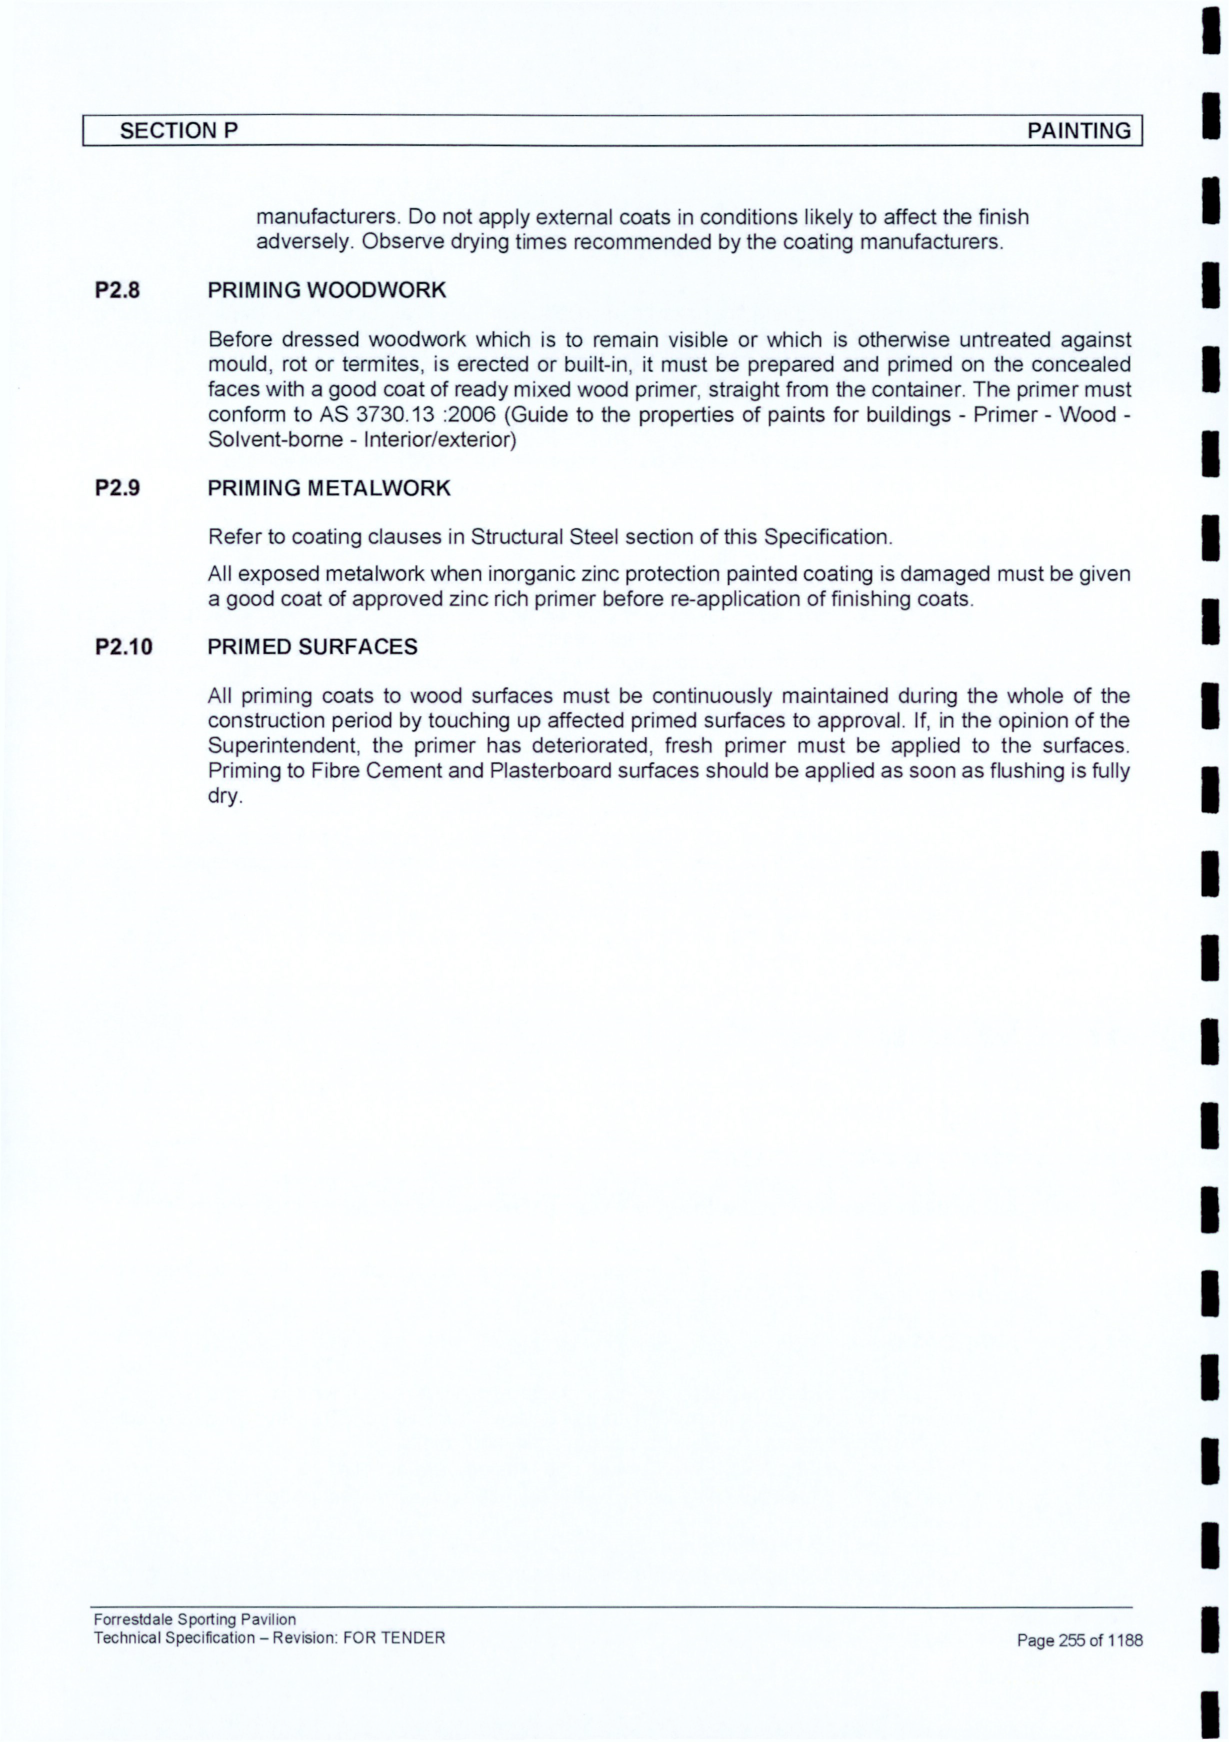 SECTION P PAINTING
manufacturers. Do not apply external coats in conditions likely to affect the finish
adversely. Observe drying times recommended by the coating manufacturers.
P2.8 PRIMING WOODWORK
Before dressed woodwork which is to remain visible or which is otherwise untreated against
mould, rot or termites, is erected or built-in, it must be prepared and primed on the concealed
faces with a good coat of ready mixed wood primer, straight from the container. The primer must
conform to AS 3730.13 :2006 (Guide to the properties of paints for buildings - Primer - Wood -
Solvent-borne - Interior/exterior)
P2.9 PRIMING METALWORK
Refer to coating clauses in Structural Steel section of this Specification.
All exposed metalwork when inorganic zinc protection painted coating is damaged must be given
a good coat of approved zinc rich primer before re-application of finishing coats.
P2.10 PRIMED SURFACES
All priming coats to wood surfaces must be continuously maintained during the whole of the
construction period by touching up affected primed surfaces to approval. If, in the opinion of the
Superintendent, the primer has deteriorated, fresh primer must be applied to the surfaces.
Priming to Fibre Cement and Plasterboard surfaces should be applied as soon as flushing is fully
dry.
Forrestdale Sporting Pavilion
Technical Specification – Revision: FOR TENDER Page 255 of 1188